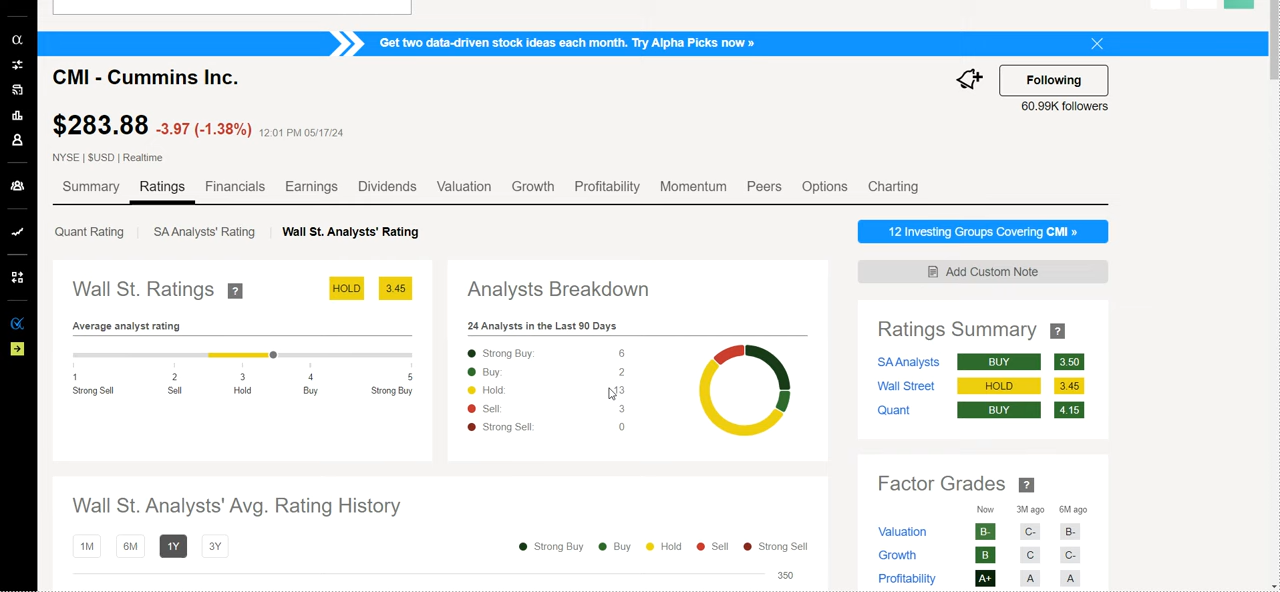 Get two data-driven stock ideas each month. Try Alpha Picks now »
CMI - Cummins Inc.
Following
60.99K followers
$283.88 -3.97 (-1.38%) 12:01 PM 05/17/24
NYSE | $USD | Realtime
Summary Ratings Financials Earnings Dividends Valuation Growth Profitability Momentum Peers Options Charting
Quant Rating SA Analysts' Rating Wall St. Analysts' Rating
12 Investing Groups Covering CMI »
Add Custom Note
Wall St. Ratings ? HOLD 3.45
Average analyst rating
1 2 3 4 5
Strong Sell Sell Hold Buy Strong Buy
Analysts Breakdown
24 Analysts in the Last 90 Days
Strong Buy: 6
Buy: 2
Hold: 13
Sell: 3
Strong Sell: 0
Ratings Summary ?
SA Analysts BUY 3.50
Wall Street HOLD 3.45
Quant BUY 4.15
Wall St. Analysts' Avg. Rating History
1M 6M 1Y 3Y
Strong Buy Buy Hold Sell Strong Sell
350
Factor Grades ?
Now 3M ago 6M ago
Valuation B- C- B-
Growth B C C-
Profitability A+ A A